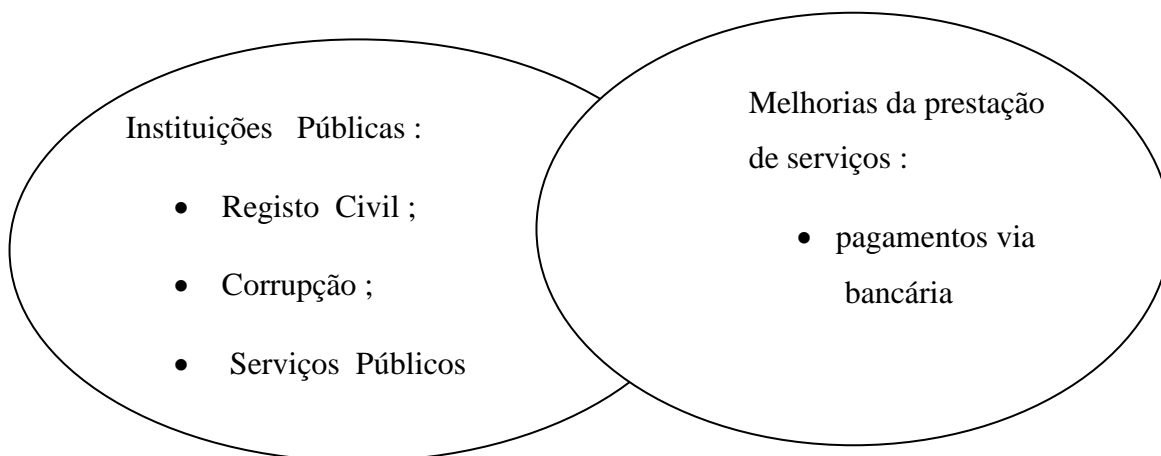 Instituições Públicas :
• Registo Civil ;
• Corrupção ;
• Serviços Públicos
Melhorias da prestação
de serviços :
• pagamentos via
bancária